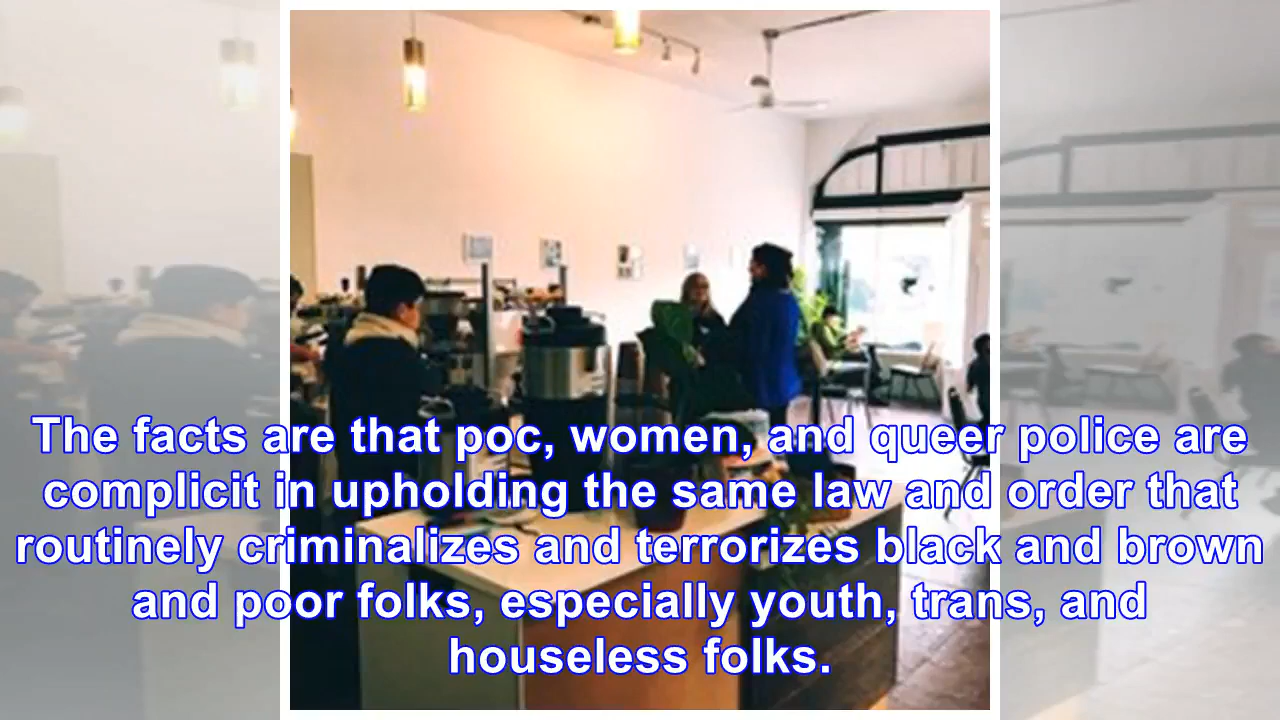 The facts are that poc, women, and queer police are
complicit in upholding the same law and order that
routinely criminalizes and terrorizes black and brown
and poor folks, especially youth, trans, and
houseless folks.